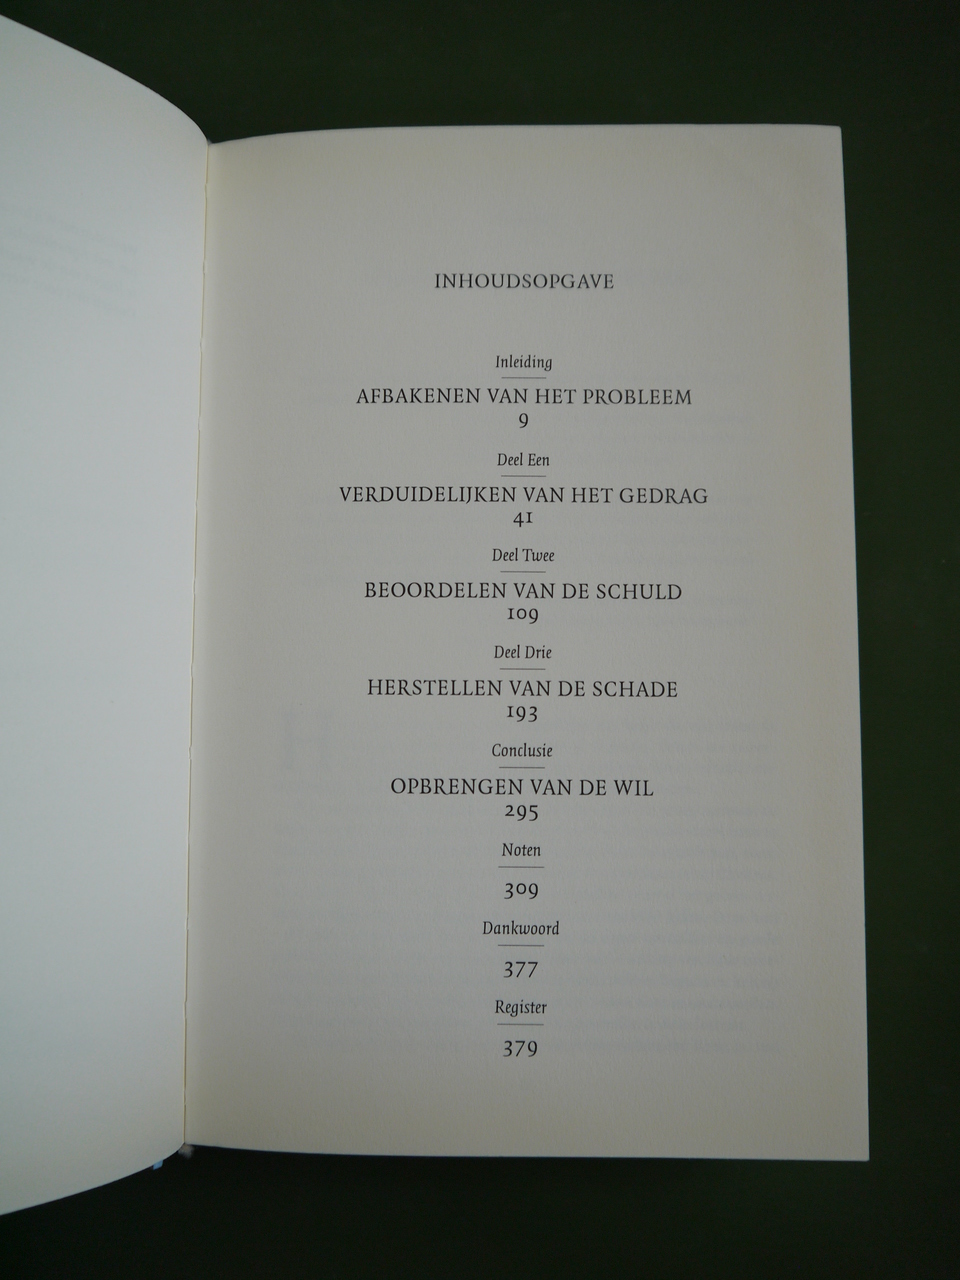 INHOUDSOPGAVE
Inleiding
AFBAKENEN VAN HET PROBLEEM
9
Deel Een
VERDUIDELIJKEN VAN HET GEDRAG
41
Deel Twee
BEOORDELEN VAN DE SCHULD
109
Deel Drie
HERSTELLEN VAN DE SCHADE
193
Conclusie
OPBRENGEN VAN DE WIL
295
Noten
309
Dankwoord
377
Register
379